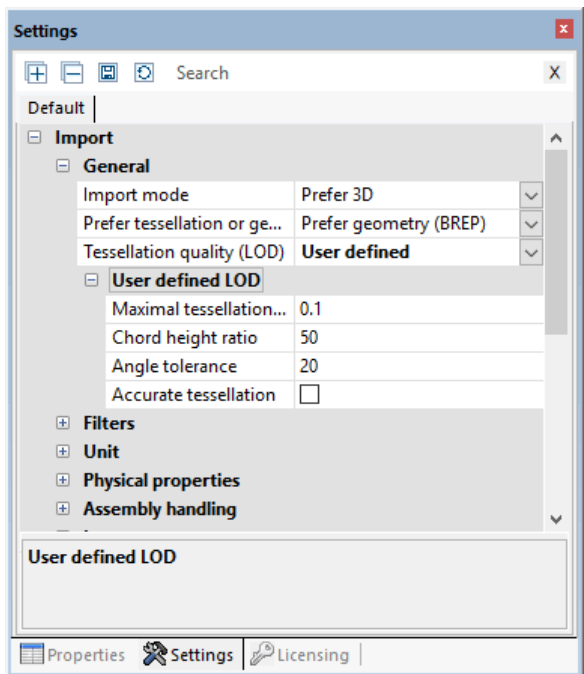 Settings
Search X
Default
Import
General
Import mode Prefer 3D
Prefer tessellation or ge... Prefer geometry (BREP)
Tessellation quality (LOD) User defined
User defined LOD
Maximal tessellation... 0.1
Chord height ratio 50
Angle tolerance 20
Accurate tessellation
Filters
Unit
Physical properties
Assembly handling
User defined LOD
Properties Settings Licensing